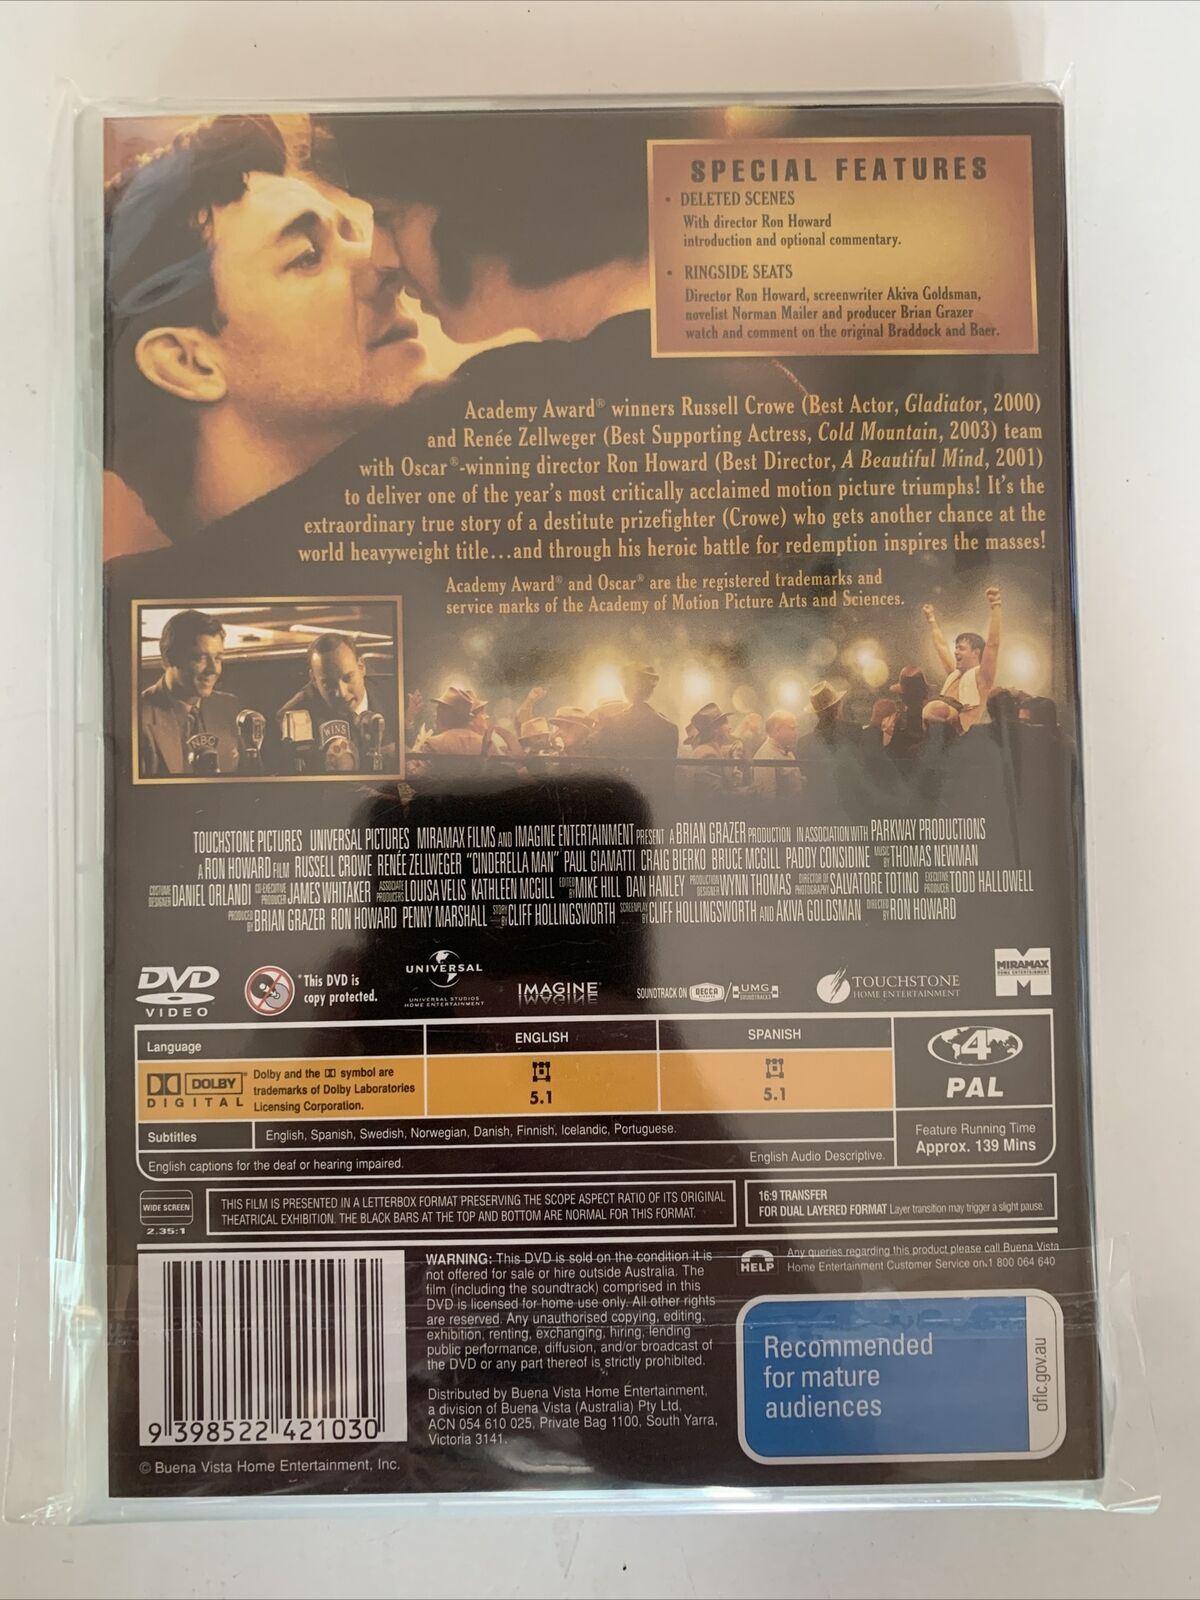 SPECIAL FEATURES
• DELETED SCENES
With director Ron Howard
introduction and optional commentary.
• RINGSIDE SEATS
Director Ron Howard, screenwriter Akiva Goldsman,
novelist Norman Mailer and producer Brian Grazer
watch and comment on the original Braddock and Baer.
Academy Award® winners Russell Crowe (Best Actor, Gladiator, 2000)
and Renée Zellweger (Best Supporting Actress, Cold Mountain, 2003) team
with Oscar®-winning director Ron Howard (Best Director, A Beautiful Mind, 2001)
to deliver one of the year's most critically acclaimed motion picture triumphs! It's the
extraordinary true story of a destitute prizefighter (Crowe) who gets another chance at the
world heavyweight title...and through his heroic battle for redemption inspires the masses!
Academy Award® and Oscar® are the registered trademarks and
service marks of the Academy of Motion Picture Arts and Sciences.
NBC
WINS
TOUCHSTONE PICTURES UNIVERSAL PICTURES MIRAMAX FILMS AND IMAGINE ENTERTAINMENT PRESENT A BRIAN GRAZER PRODUCTION IN ASSOCIATION WITH PARKWAY PRODUCTIONS
A RON HOWARD FILM RUSSELL CROWE RENÉE ZELLWEGER "CINDERELLA MAN" PAUL GIAMATTI CRAIG BIERKO BRUCE MCGILL PADDY CONSIDINE MUSIC BY THOMAS NEWMAN
COSTUME DESIGNER DANIEL ORLANDI CO-EXECUTIVE PRODUCER JAMES WHITAKER ASSOCIATE PRODUCERS LOUISA VELIS KATHLEEN MCGILL EDITED BY MIKE HILL DAN HANLEY PRODUCTION DESIGNER WYNN THOMAS DIRECTOR OF PHOTOGRAPHY SALVATORE TOTINO EXECUTIVE PRODUCER TODD HALLOWELL
PRODUCED BY BRIAN GRAZER RON HOWARD PENNY MARSHALL STORY BY CLIFF HOLLINGSWORTH SCREENPLAY BY CLIFF HOLLINGSWORTH AND AKIVA GOLDSMAN DIRECTED BY RON HOWARD
DVD
VIDEO
*This DVD is
copy protected.
UNIVERSAL
UNIVERSAL STUDIOS
HOME ENTERTAINMENT
IMAGINE
SOUNDTRACK ON DECCA / UMG SOUNDTRACKS
TOUCHSTONE
HOME ENTERTAINMENT
MIRAMAX
HOME ENTERTAINMENT
Language
ENGLISH
SPANISH
DOLBY
DIGITAL
Dolby and the DD symbol are
trademarks of Dolby Laboratories
Licensing Corporation.
5.1
5.1
4
PAL
Subtitles
English, Spanish, Swedish, Norwegian, Danish, Finnish, Icelandic, Portuguese.
English captions for the deaf or hearing impaired.
English Audio Descriptive.
Feature Running Time
Approx. 139 Mins
WIDE SCREEN
2.35:1
THIS FILM IS PRESENTED IN A LETTERBOX FORMAT PRESERVING THE SCOPE ASPECT RATIO OF ITS ORIGINAL
THEATRICAL EXHIBITION. THE BLACK BARS AT THE TOP AND BOTTOM ARE NORMAL FOR THIS FORMAT.
16:9 TRANSFER
FOR DUAL LAYERED FORMAT Layer transition may trigger a slight pause.
WARNING: This DVD is sold on the condition it is
not offered for sale or hire outside Australia. The
film (including the soundtrack) comprised in this
DVD is licensed for home use only. All other rights
are reserved. Any unauthorised copying, editing,
exhibition, renting, exchanging, hiring, lending
public performance, diffusion, and/or broadcast of
the DVD or any part thereof is strictly prohibited.
Distributed by Buena Vista Home Entertainment,
a division of Buena Vista (Australia) Pty Ltd,
ACN 054 610 025, Private Bag 1100, South Yarra,
Victoria 3141.
HELP
Any queries regarding this product please call Buena Vista
Home Entertainment Customer Service on 1 800 064 640
Recommended
for mature
audiences
oflc.gov.au
9 398522 421030
© Buena Vista Home Entertainment, Inc.